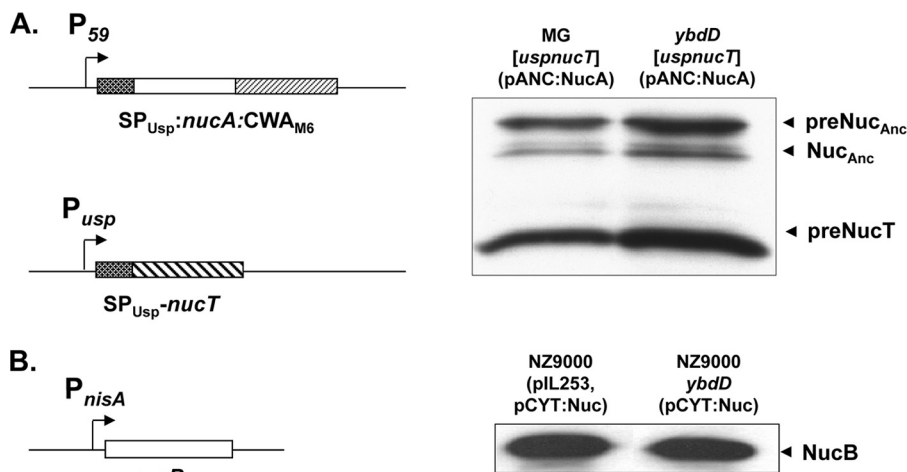 A.
P59
SPUsp:nucA:CWAM6
Pusp
SPUsp-nucT
MG
[uspnucT]
(pANC:NucA)
ybdD
[uspnucT]
(pANC:NucA)
preNucAnc
NucAnc
preNucT
B.
PnisA
NZ9000
(pIL253,
pCYT:Nuc)
NZ9000
ybdD
(pCYT:Nuc)
NucB